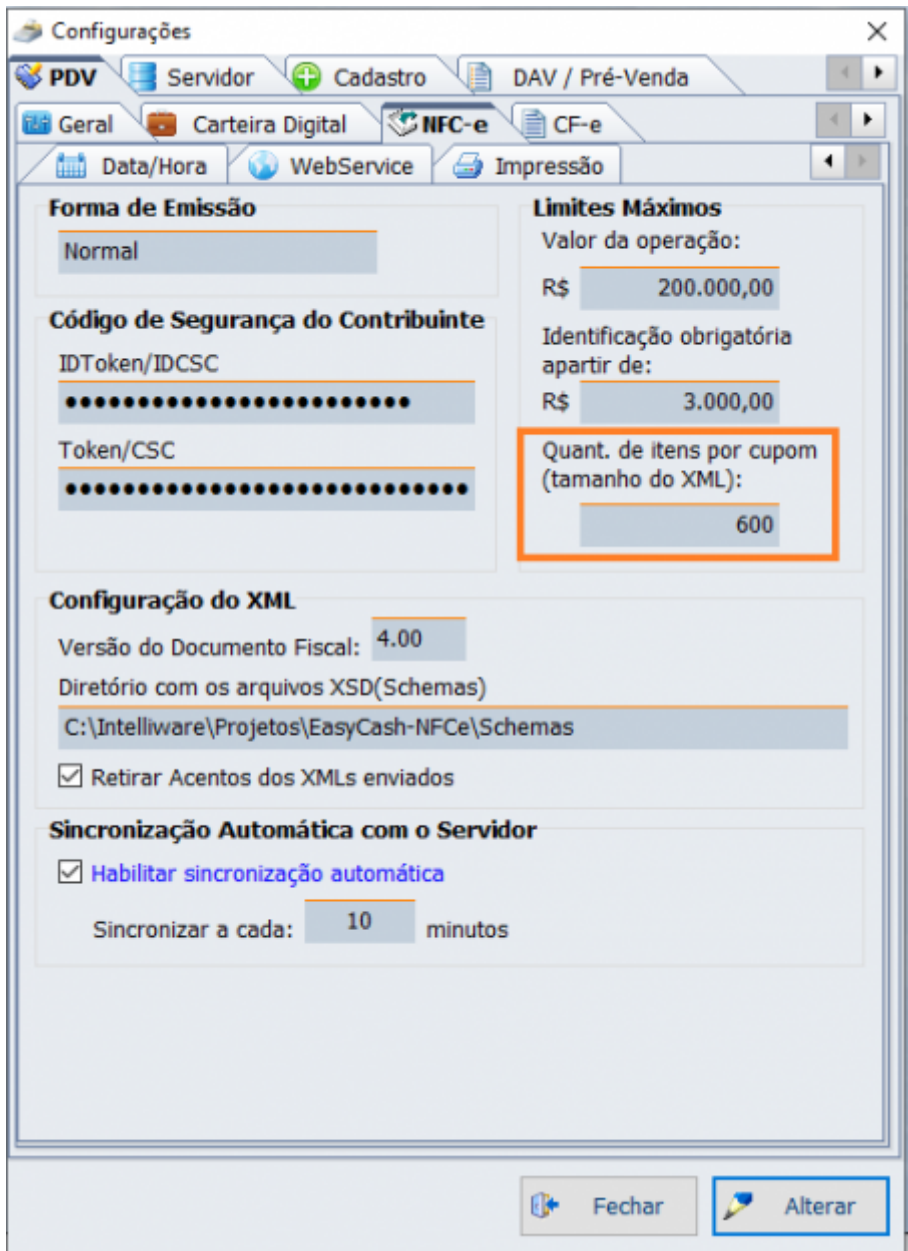 Configurações
PDV Servidor Cadastro DAV / Pré-Venda
Geral Carteira Digital NFC-e CF-e
Data/Hora WebService Impressão
Forma de Emissão
Normal
Código de Segurança do Contribuinte
IDToken/IDCSC
••••••••••••••••••••••••
Token/CSC
••••••••••••••••••••••••••••
Limites Máximos
Valor da operação:
R$ 200.000,00
Identificação obrigatória
apartir de:
R$ 3.000,00
Quant. de itens por cupom
(tamanho do XML):
600
Configuração do XML
Versão do Documento Fiscal: 4.00
Diretório com os arquivos XSD(Schemas)
C:\Intelliware\Projetos\EasyCash-NFCe\Schemas
Retirar Acentos dos XMLs enviados
Sincronização Automática com o Servidor
Habilitar sincronização automática
Sincronizar a cada: 10 minutos
Fechar Alterar